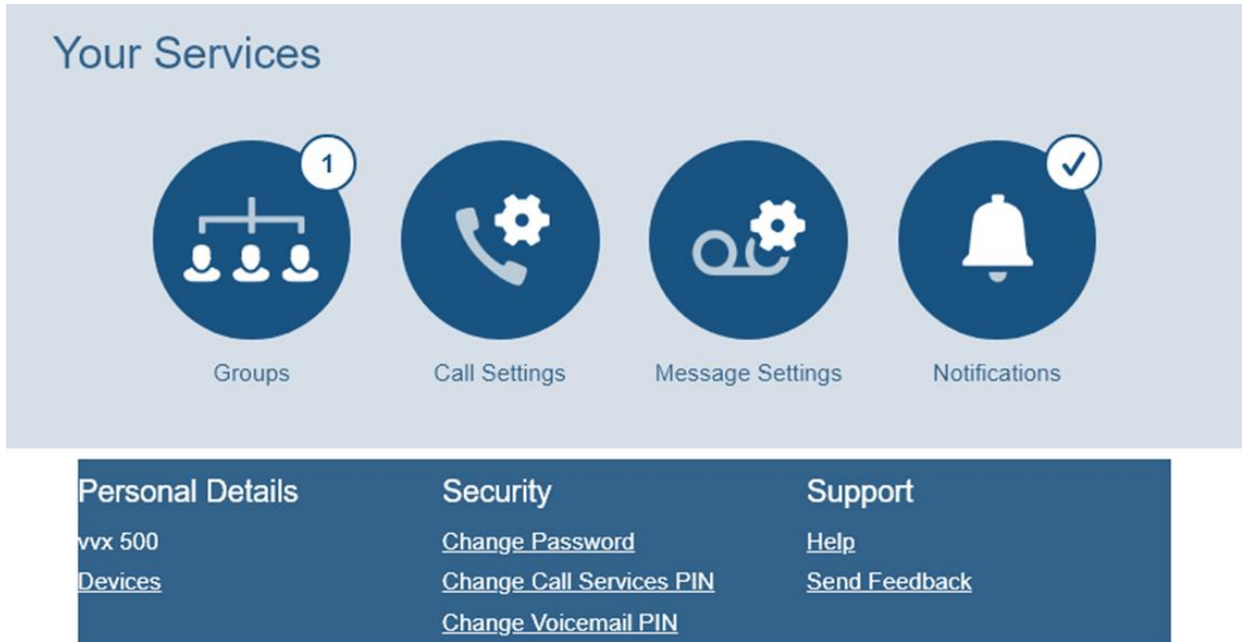 Your Services
1
Groups
Call Settings
Message Settings
Notifications
Personal Details
vvx 500
Devices
Security
Change Password
Change Call Services PIN
Change Voicemail PIN
Support
Help
Send Feedback